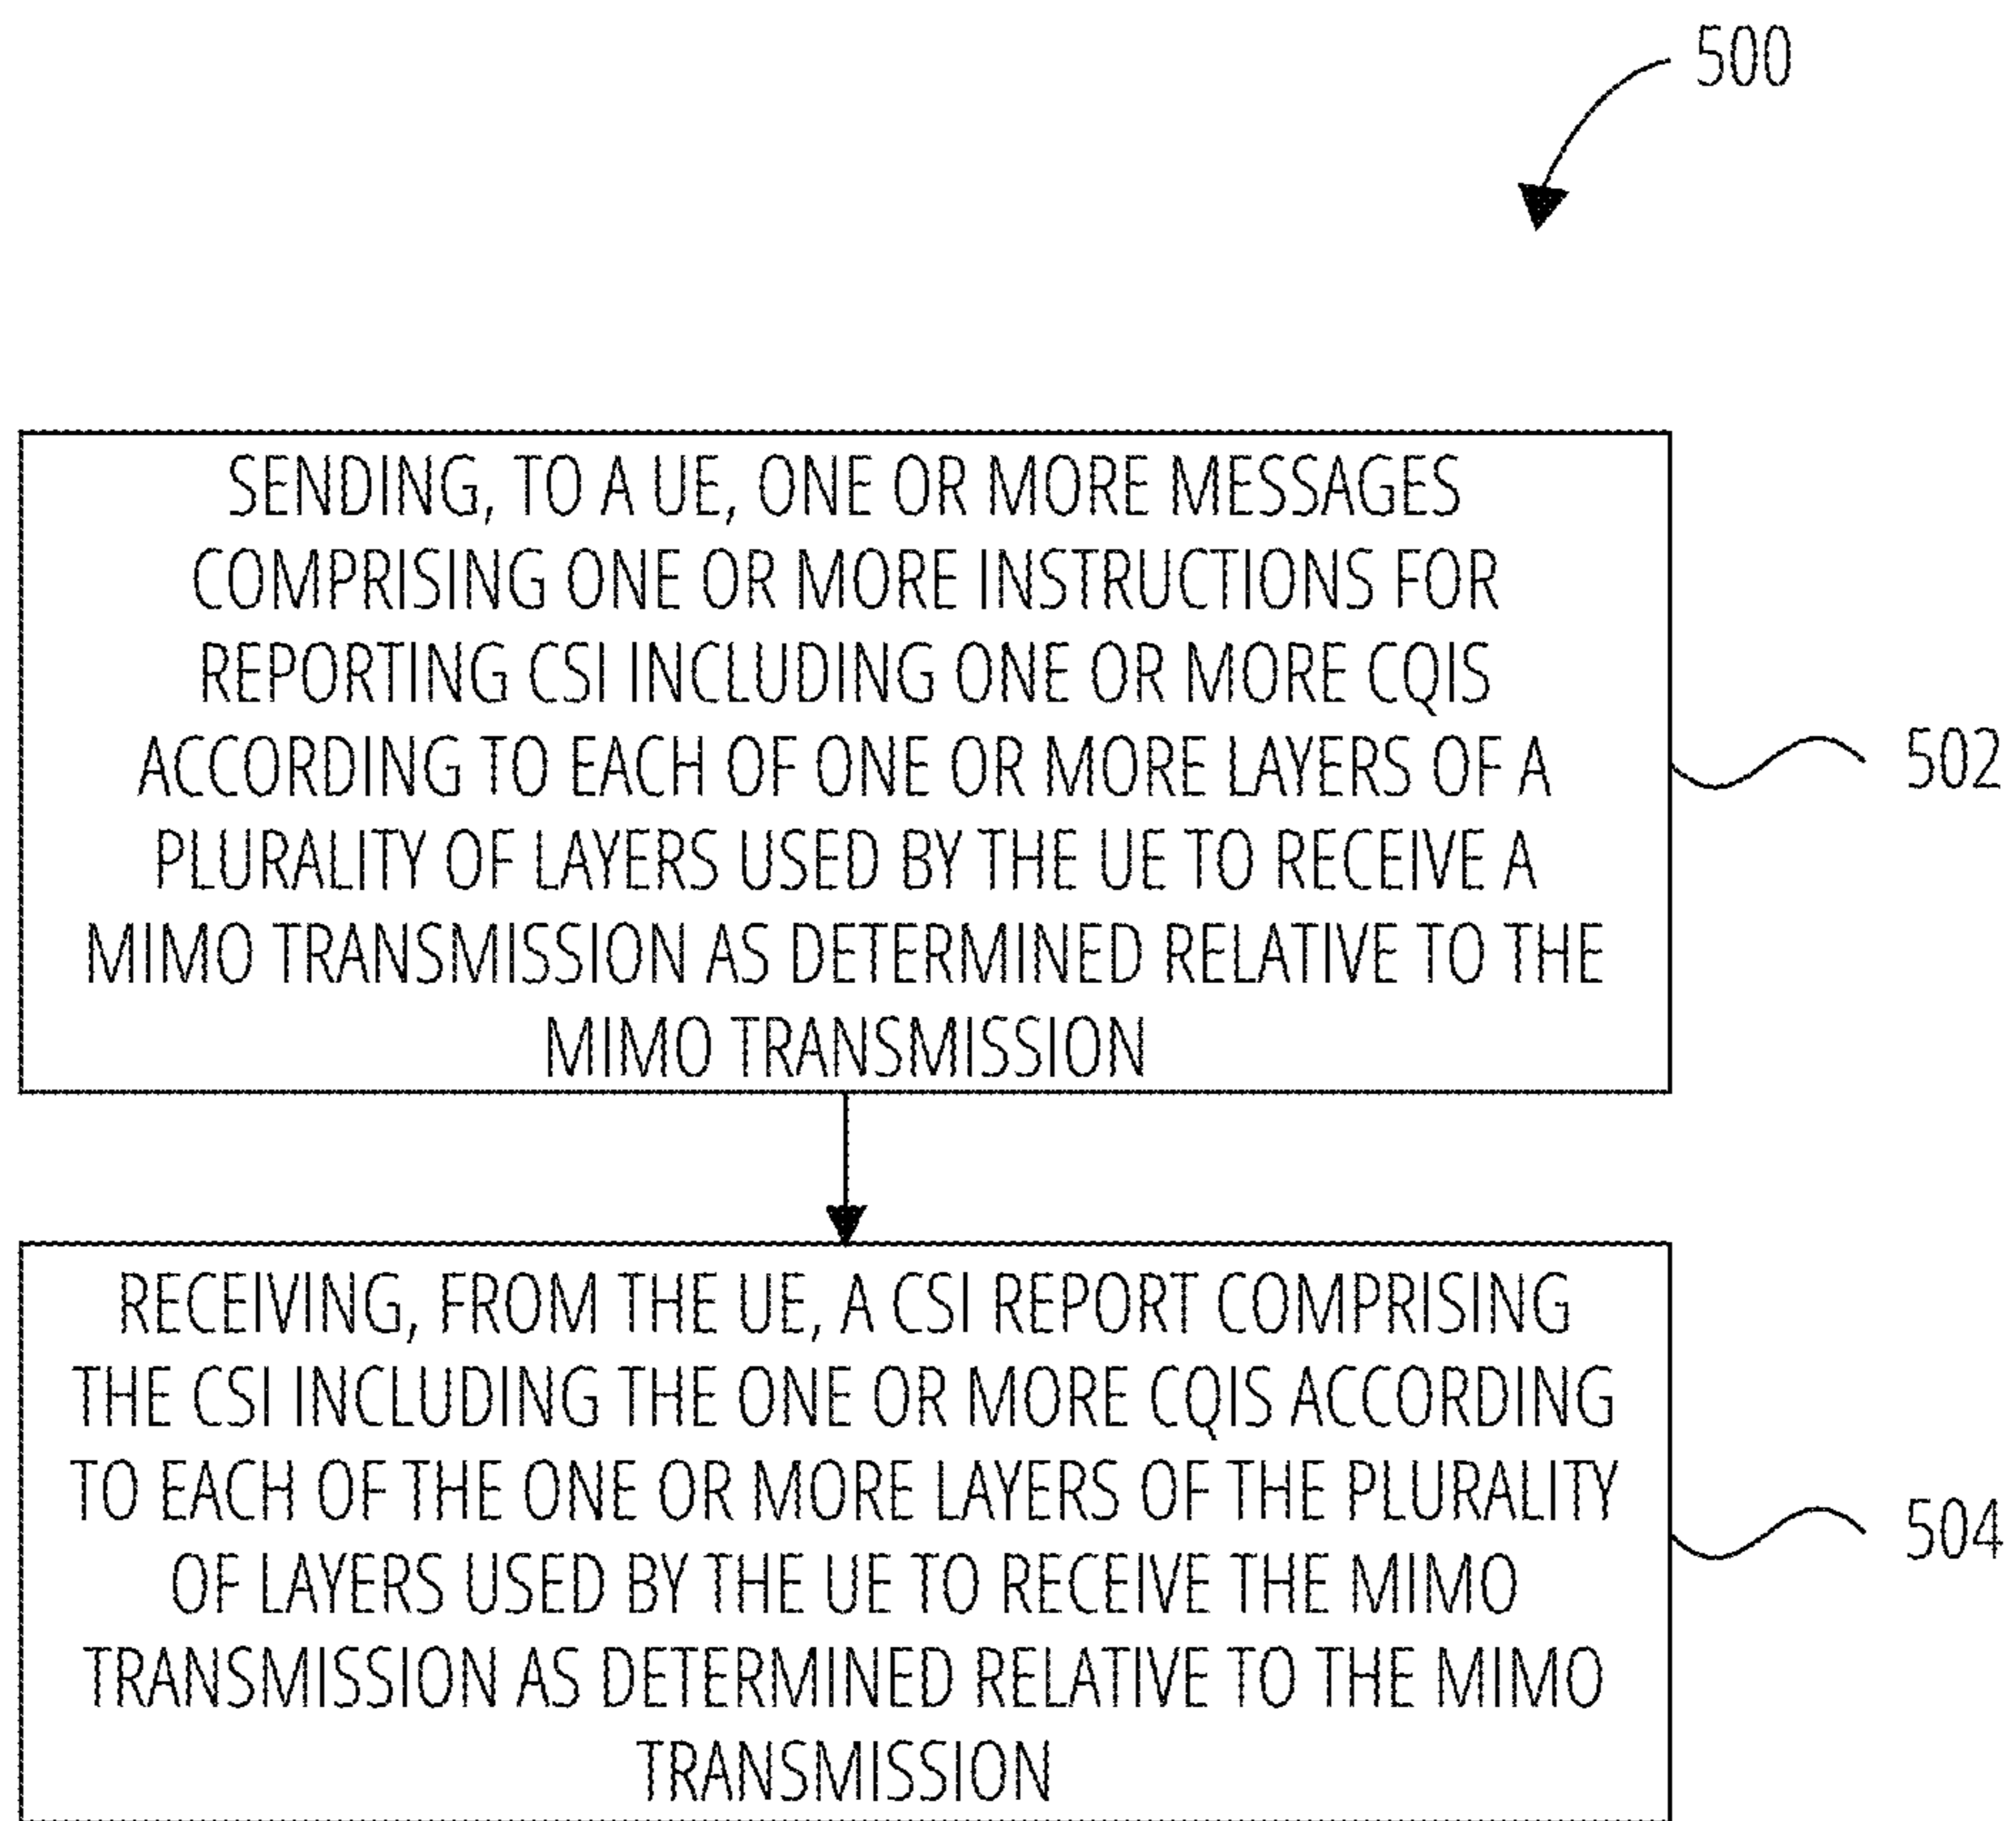 500
SENDING, TO A UE, ONE OR MORE MESSAGES
COMPRISING ONE OR MORE INSTRUCTIONS FOR
REPORTING CSI INCLUDING ONE OR MORE CQIS
ACCORDING TO EACH OF ONE OR MORE LAYERS OF A
PLURALITY OF LAYERS USED BY THE UE TO RECEIVE A
MIMO TRANSMISSION AS DETERMINED RELATIVE TO THE
MIMO TRANSMISSION
502
RECEIVING, FROM THE UE, A CSI REPORT COMPRISING
THE CSI INCLUDING THE ONE OR MORE CQIS ACCORDING
TO EACH OF THE ONE OR MORE LAYERS OF THE PLURALITY
OF LAYERS USED BY THE UE TO RECEIVE THE MIMO
TRANSMISSION AS DETERMINED RELATIVE TO THE MIMO
TRANSMISSION
504